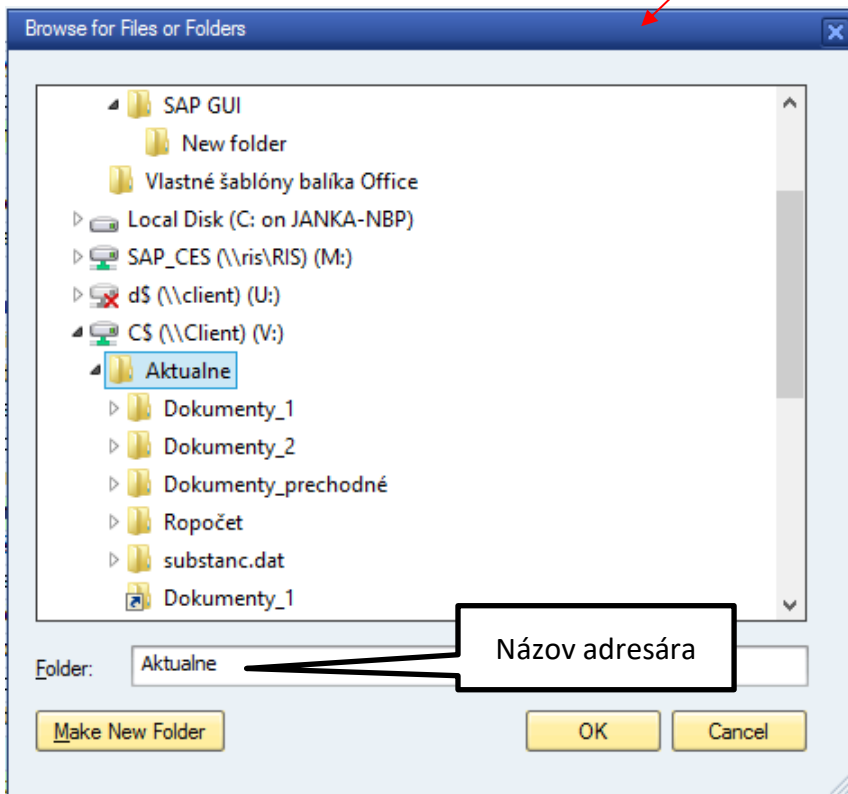 Browse for Files or Folders
SAP GUI
New folder
Vlastné šablóny balíka Office
Local Disk (C: on JANKA-NBP)
SAP_CES (\\ris\RIS) (M:)
d$ (\\client) (U:)
C$ (\\Client) (V:)
Aktualne
Dokumenty_1
Dokumenty_2
Dokumenty_prechodné
Ropočet
substanc.dat
Dokumenty_1
Názov adresára
Folder: Aktualne
Make New Folder OK Cancel